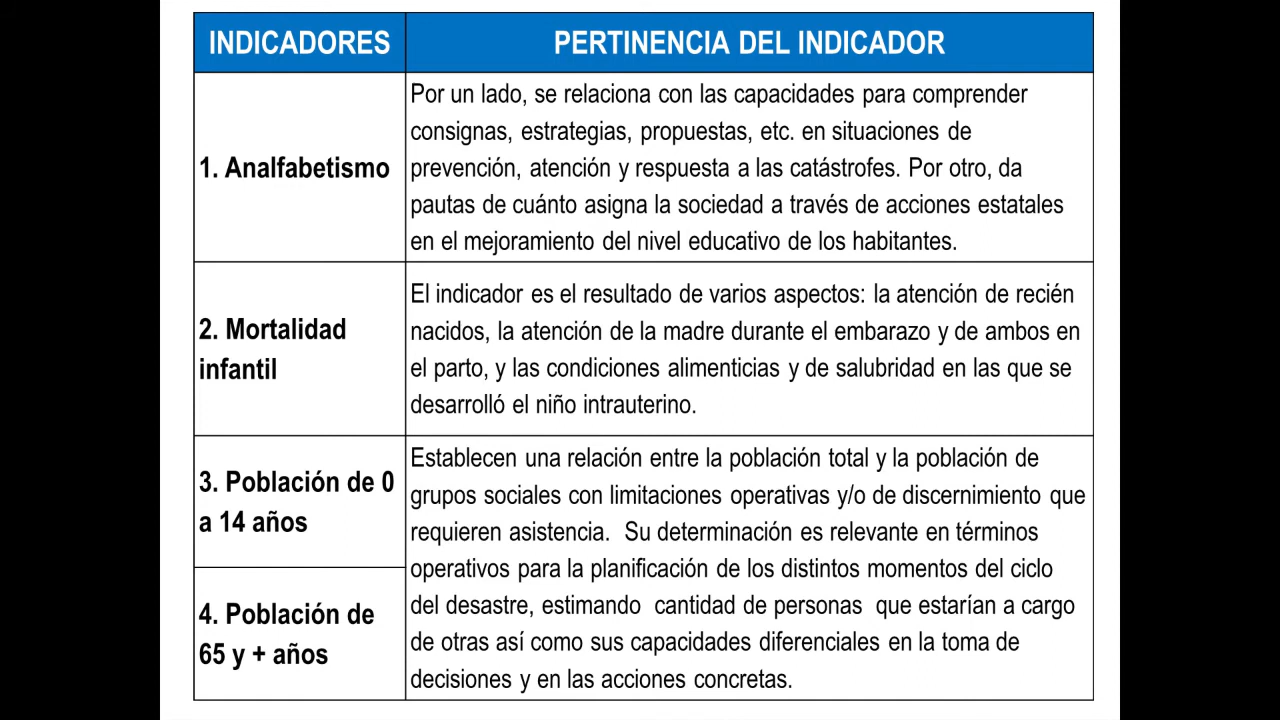 INDICADORES
PERTINENCIA DEL INDICADOR
1. Analfabetismo
Por un lado, se relaciona con las capacidades para comprender
consignas, estrategias, propuestas, etc. en situaciones de
prevención, atención y respuesta a las catástrofes. Por otro, da
pautas de cuánto asigna la sociedad a través de acciones estatales
en el mejoramiento del nivel educativo de los habitantes.
2. Mortalidad
infantil
El indicador es el resultado de varios aspectos: la atención de recién
nacidos, la atención de la madre durante el embarazo y de ambos en
el parto, y las condiciones alimenticias y de salubridad en las que se
desarrolló el niño intrauterino.
3. Población de 0
a 14 años
4. Población de
65 y + años
Establecen una relación entre la población total y la población de
grupos sociales con limitaciones operativas y/o de discernimiento que
requieren asistencia.  Su determinación es relevante en términos
operativos para la planificación de los distintos momentos del ciclo
del desastre, estimando  cantidad de personas  que estarían a cargo
de otras así como sus capacidades diferenciales en la toma de
decisiones y en las acciones concretas.